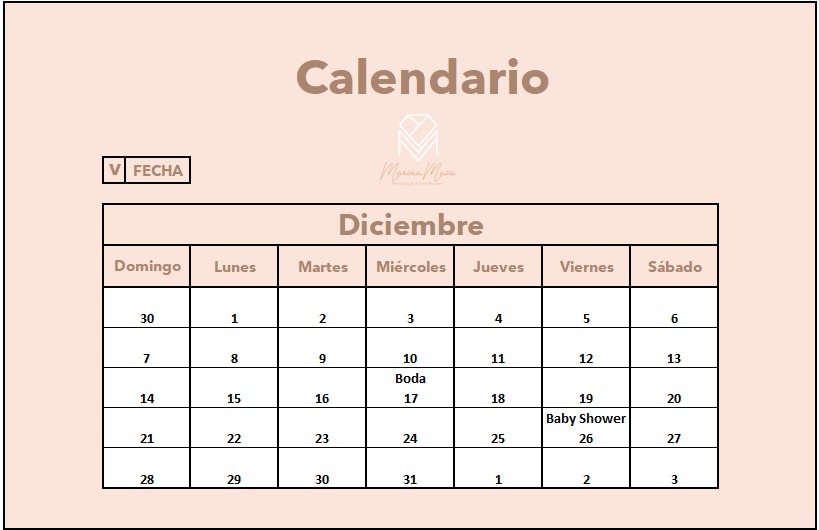 Calendario
Marina Meza
V FECHA
Diciembre
Domingo Lunes Martes Miércoles Jueves Viernes Sábado
30 1 2 3 4 5 6
7 8 9 10 11 12 13
Boda
14 15 16 17 18 19 20
Baby Shower
21 22 23 24 25 26 27
28 29 30 31 1 2 3